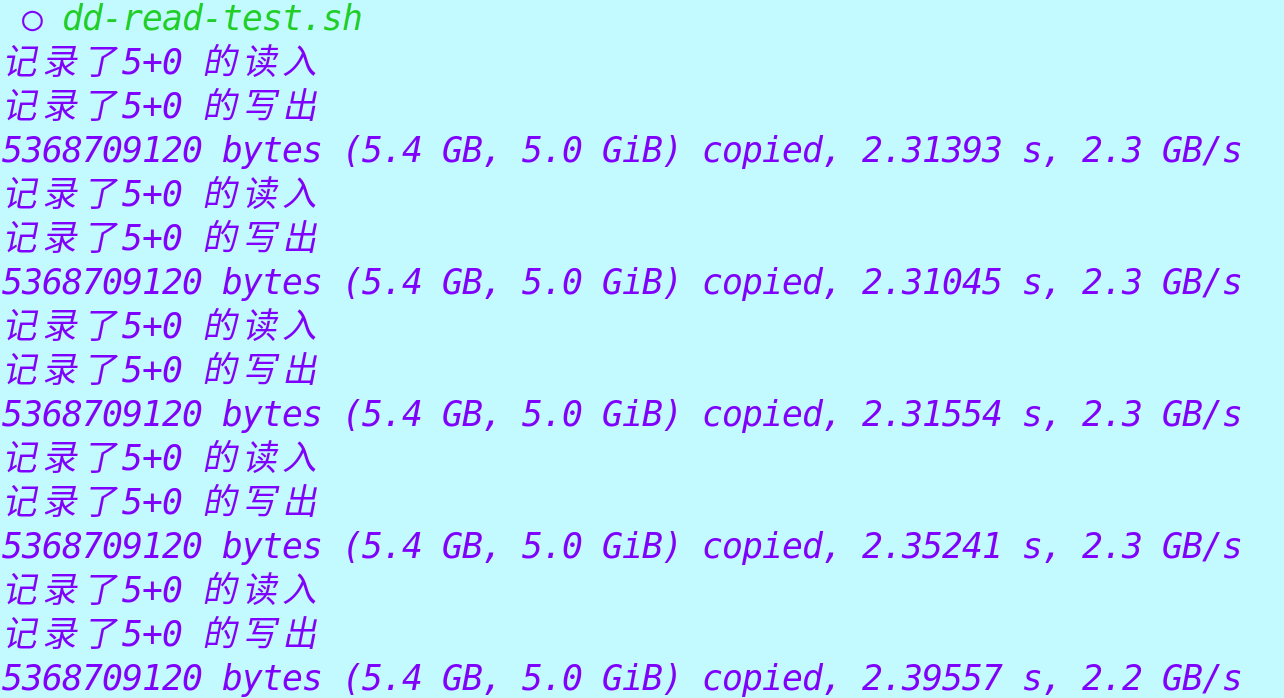 ○ dd-read-test.sh
记录了5+0 的读入
记录了5+0 的写出
5368709120 bytes (5.4 GB, 5.0 GiB) copied, 2.31393 s, 2.3 GB/s
记录了5+0 的读入
记录了5+0 的写出
5368709120 bytes (5.4 GB, 5.0 GiB) copied, 2.31045 s, 2.3 GB/s
记录了5+0 的读入
记录了5+0 的写出
5368709120 bytes (5.4 GB, 5.0 GiB) copied, 2.31554 s, 2.3 GB/s
记录了5+0 的读入
记录了5+0 的写出
5368709120 bytes (5.4 GB, 5.0 GiB) copied, 2.35241 s, 2.3 GB/s
记录了5+0 的读入
记录了5+0 的写出
5368709120 bytes (5.4 GB, 5.0 GiB) copied, 2.39557 s, 2.2 GB/s